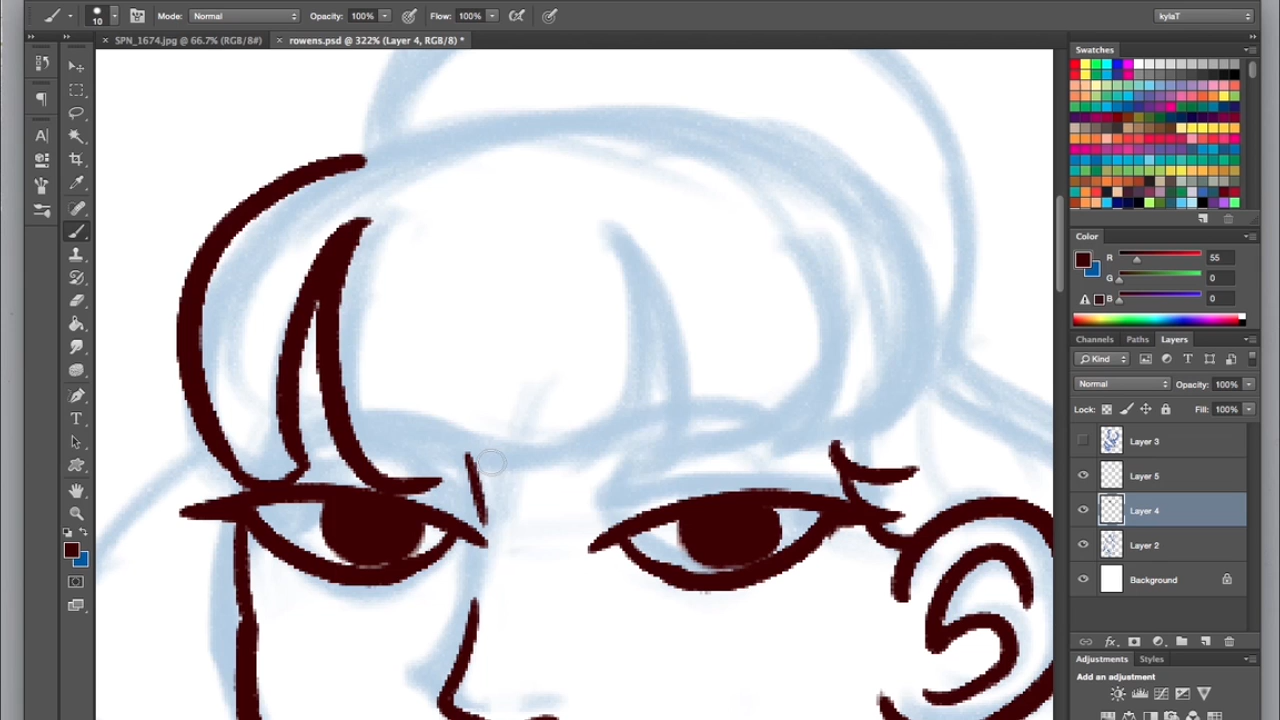 10 Mode: Normal Opacity: 100% Flow: 100% kylaT
SPN_1674.jpg @ 66.7% (RGB/8#) rowens.psd @ 322% (Layer 4, RGB/8) *
Swatches
Color
R 55
G 0
B 0
Channels Paths Layers
Kind
Normal Opacity: 100%
Lock: Fill: 100%
Layer 3
Layer 5
Layer 4
Layer 2
Background
fx
Adjustments Styles
Add an adjustment